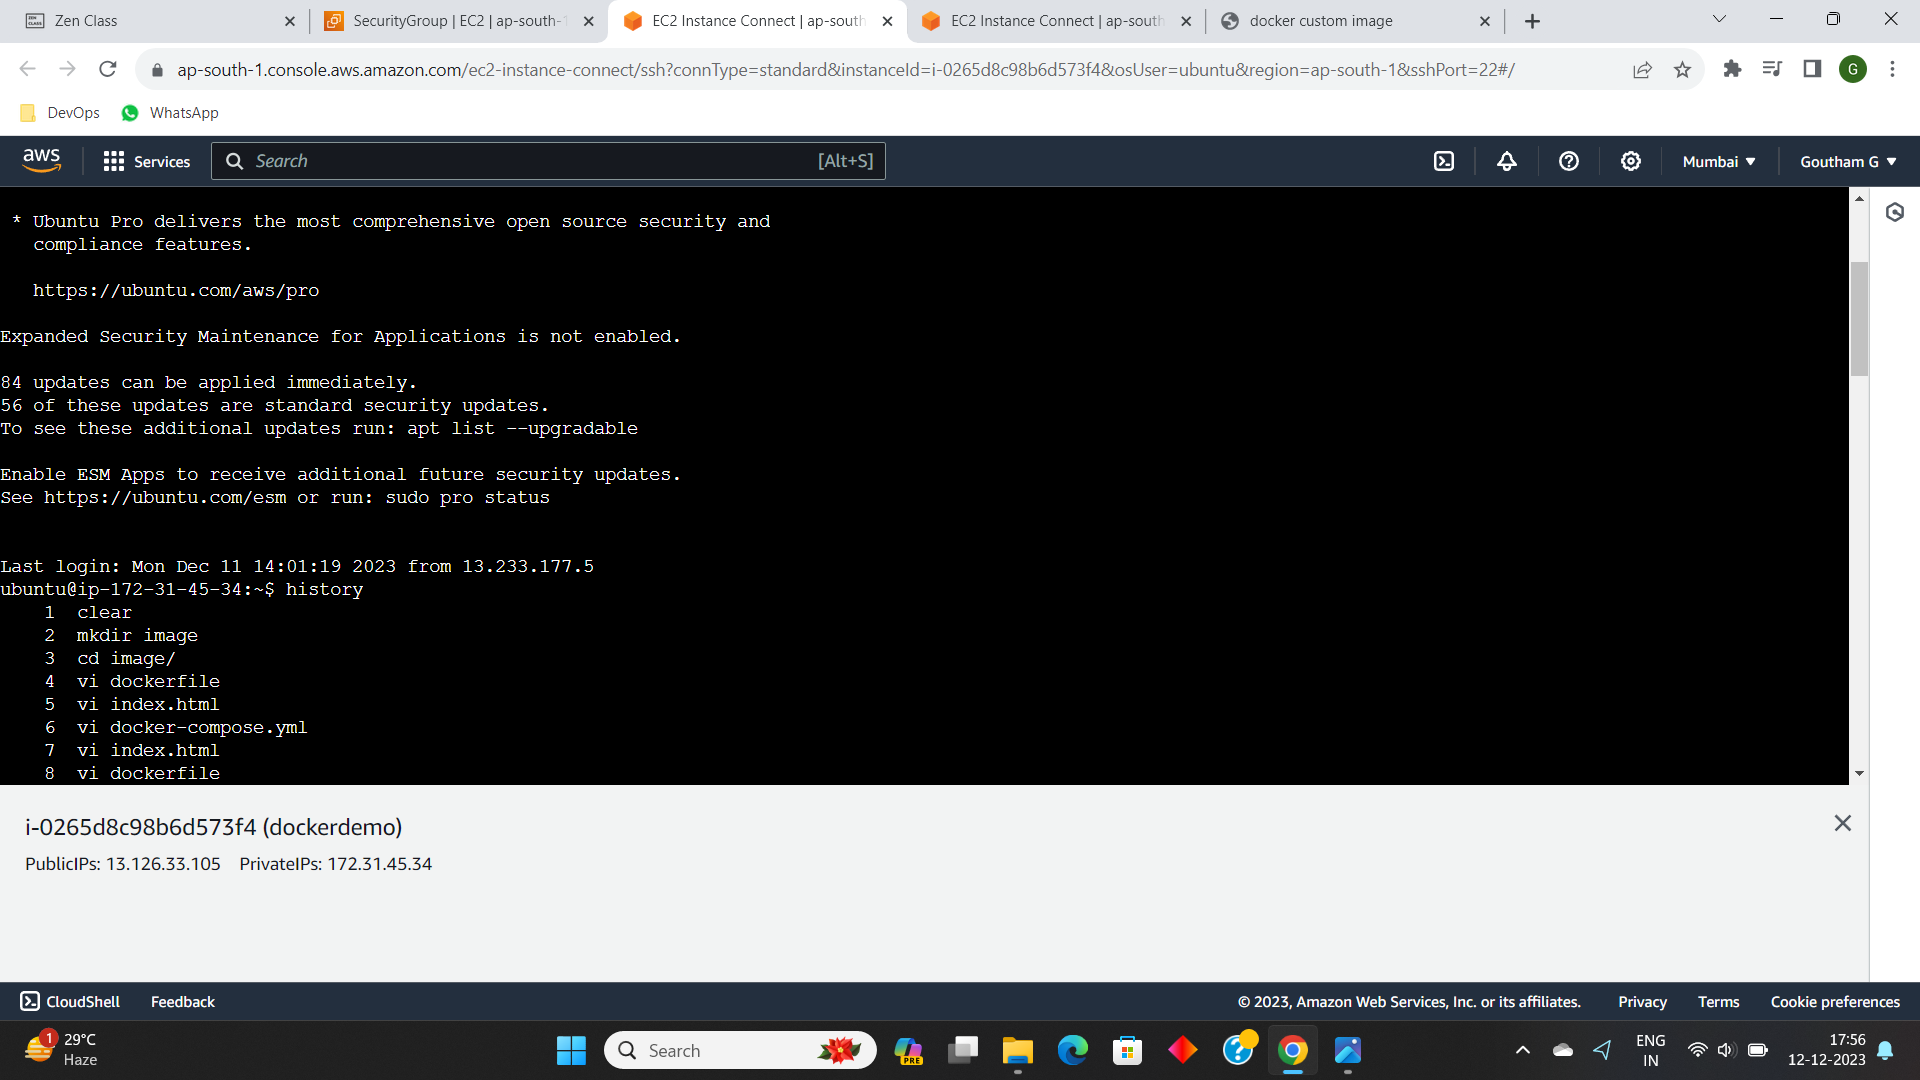 Zen Class
SecurityGroup | EC2 | ap-south-1
EC2 Instance Connect | ap-south
EC2 Instance Connect | ap-south
docker custom image
ap-south-1.console.aws.amazon.com/ec2-instance-connect/ssh?connType=standard&instanceId=i-0265d8c98b6d573f4&osUser=ubuntu&region=ap-south-1&sshPort=22#/
G
DevOps
WhatsApp
aws
Services
Search
[Alt+S]
Mumbai
Goutham G
* Ubuntu Pro delivers the most comprehensive open source security and
compliance features.
https://ubuntu.com/aws/pro
Expanded Security Maintenance for Applications is not enabled.
84 updates can be applied immediately.
56 of these updates are standard security updates.
To see these additional updates run: apt list --upgradable
Enable ESM Apps to receive additional future security updates.
See https://ubuntu.com/esm or run: sudo pro status
Last login: Mon Dec 11 14:01:19 2023 from 13.233.177.5
ubuntu@ip-172-31-45-34:~$ history
1 clear
2 mkdir image
3 cd image/
4 vi dockerfile
5 vi index.html
6 vi docker-compose.yml
7 vi index.html
8 vi dockerfile
i-0265d8c98b6d573f4 (dockerdemo)
PublicIPs: 13.126.33.105 PrivateIPs: 172.31.45.34
CloudShell
Feedback
© 2023, Amazon Web Services, Inc. or its affiliates.
Privacy
Terms
Cookie preferences
1
29°C
Haze
Search
PRE
ENG
IN
17:56
12-12-2023